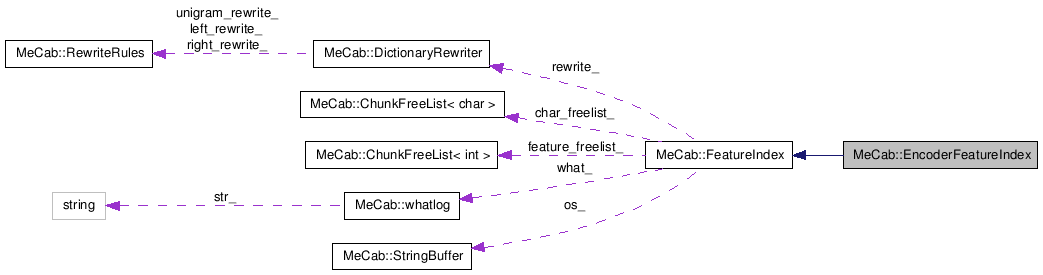 unigram_rewrite_
left_rewrite_
right_rewrite_
MeCab::RewriteRules
MeCab::DictionaryRewriter
rewrite_
MeCab::ChunkFreeList< char >
char_freelist_
MeCab::ChunkFreeList< int >
feature_freelist_
MeCab::FeatureIndex
MeCab::EncoderFeatureIndex
what_
string
str_
MeCab::whatlog
os_
MeCab::StringBuffer